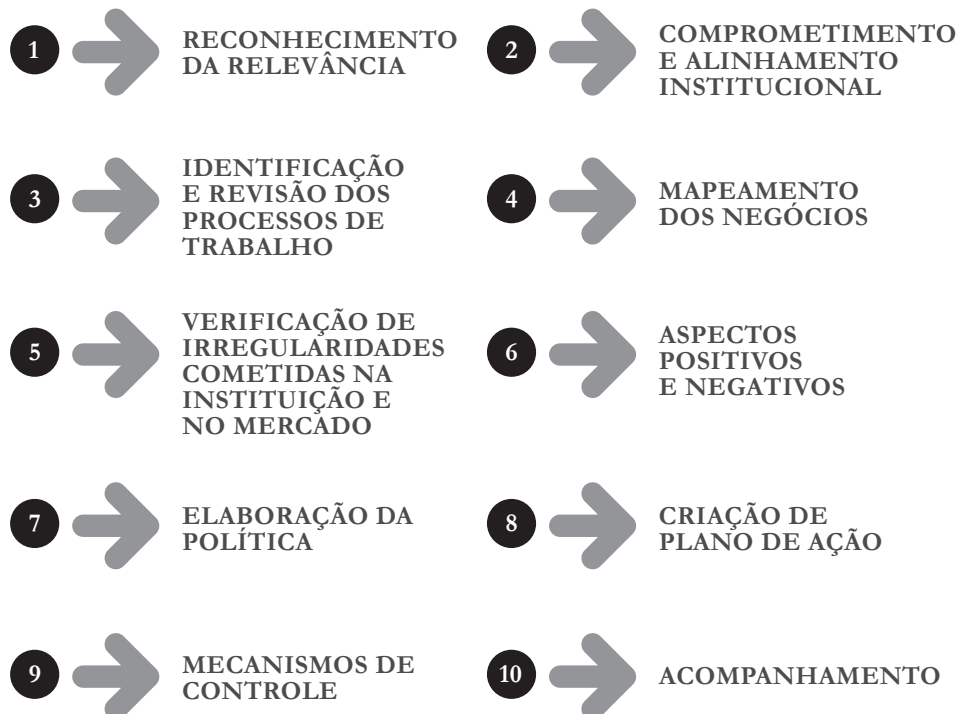 1
RECONHECIMENTO
DA RELEVÂNCIA
2
COMPROMETIMENTO
E ALINHAMENTO
INSTITUCIONAL
3
IDENTIFICAÇÃO
E REVISÃO DOS
PROCESSOS DE
TRABALHO
4
MAPEAMENTO
DOS NEGÓCIOS
5
VERIFICAÇÃO DE
IRREGULARIDADES
COMETIDAS NA
INSTITUIÇÃO E
NO MERCADO
6
ASPECTOS
POSITIVOS
E NEGATIVOS
7
ELABORAÇÃO DA
POLÍTICA
8
CRIAÇÃO DE
PLANO DE AÇÃO
9
MECANISMOS DE
CONTROLE
10
ACOMPANHAMENTO